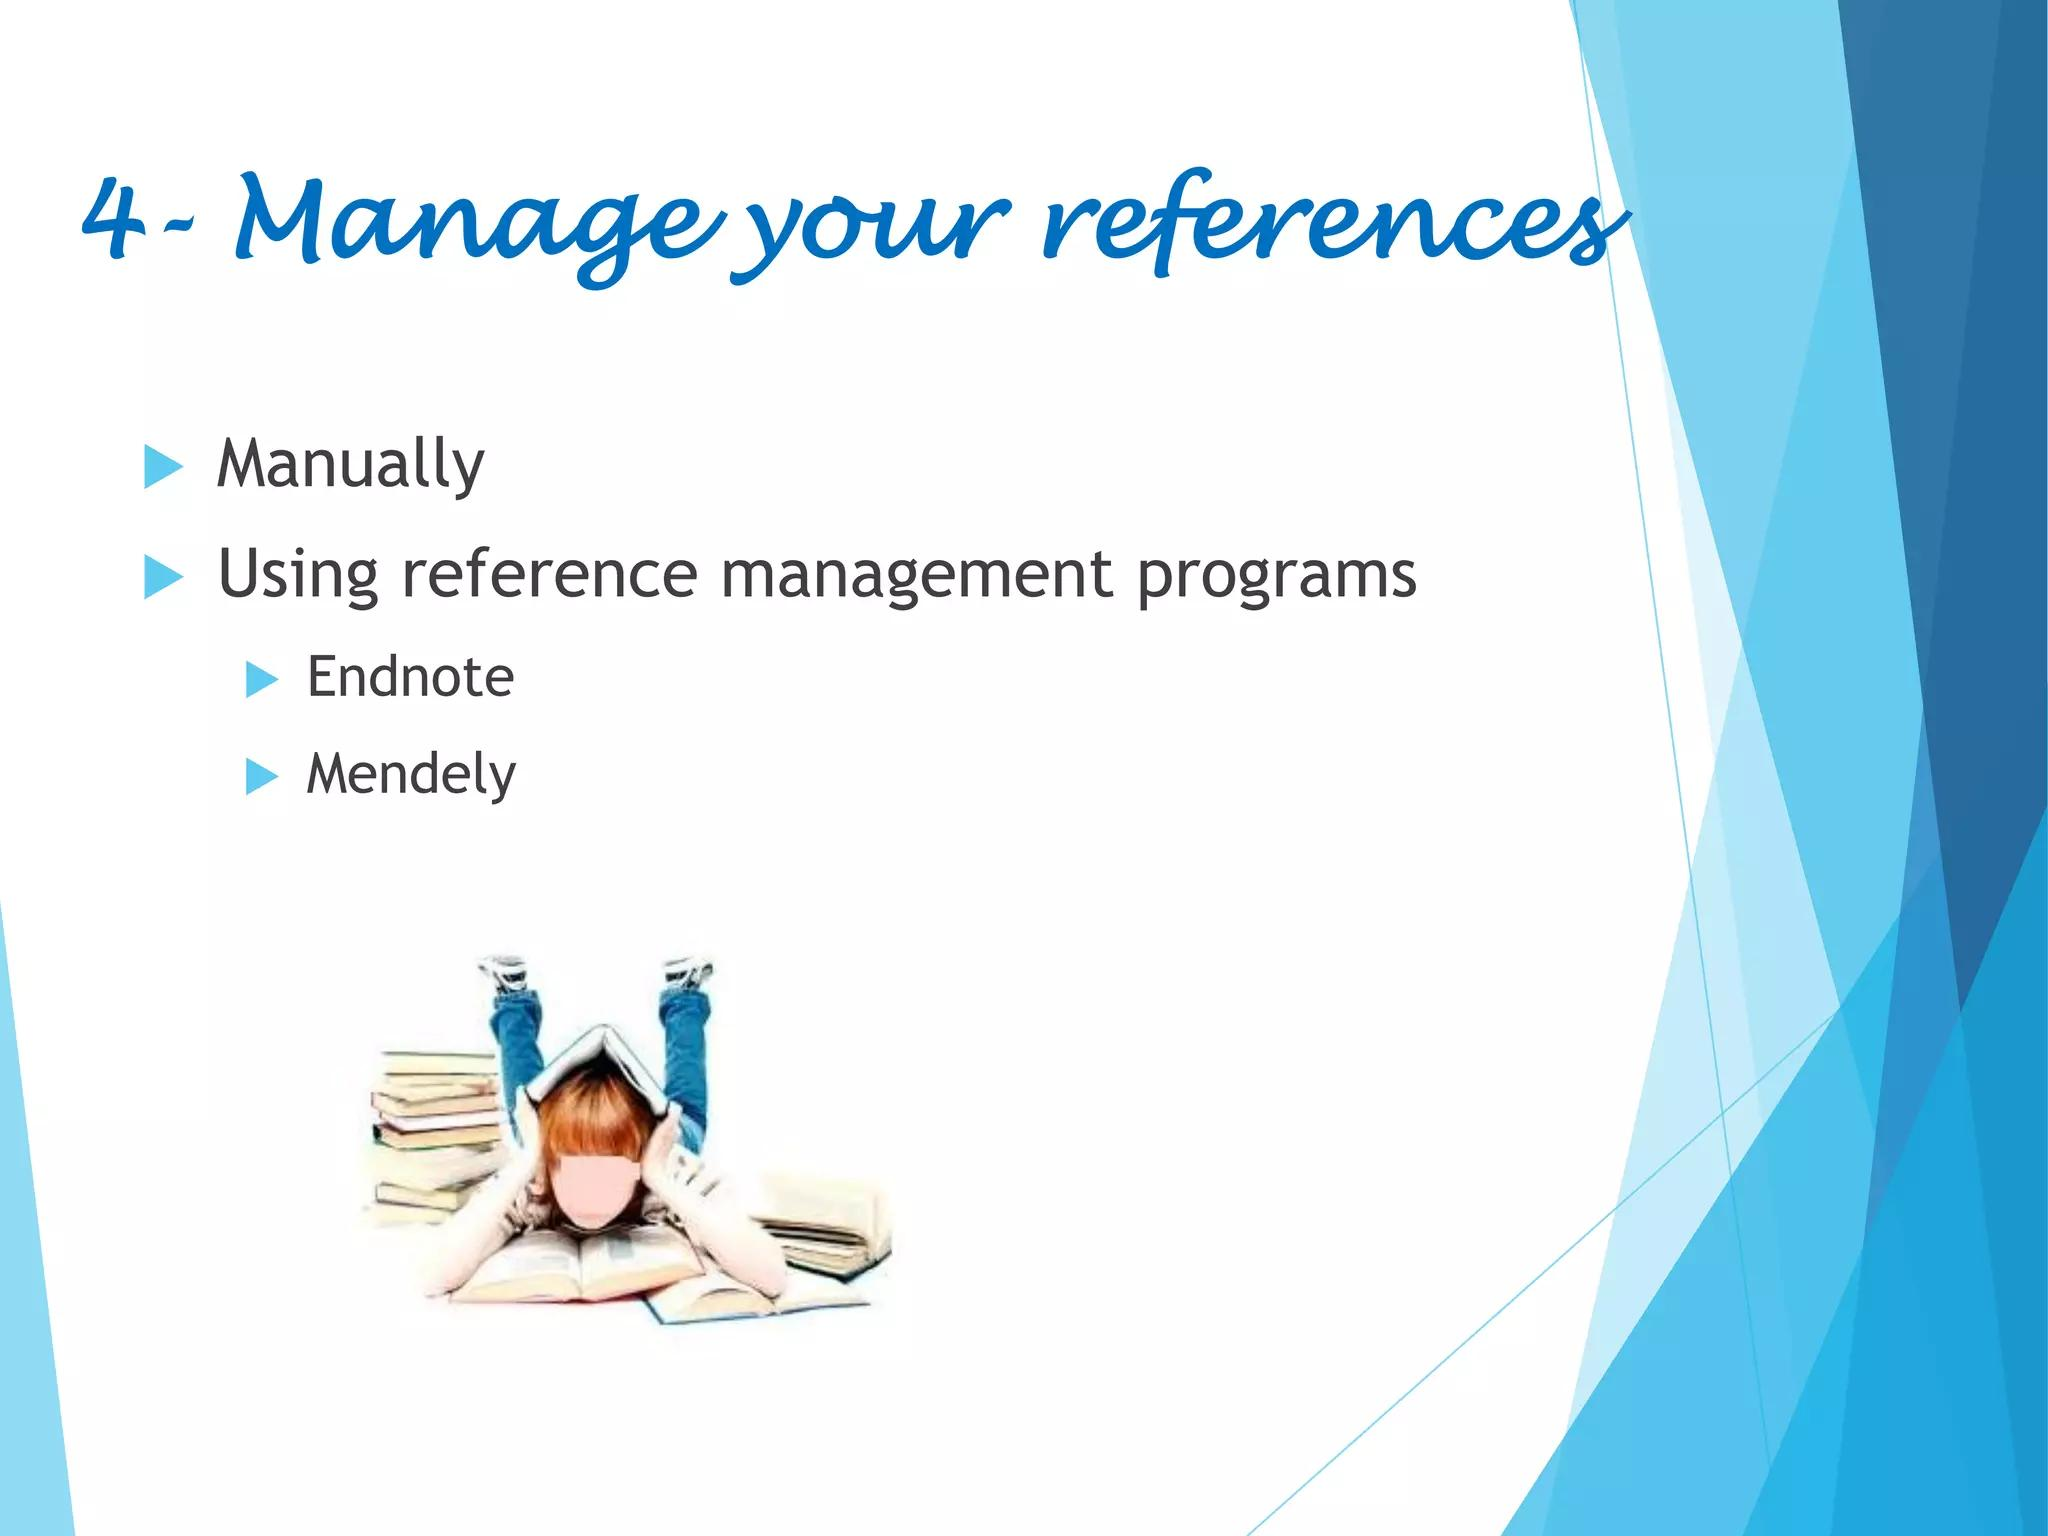 4- Manage your references
Manually
Using reference management programs
Endnote
Mendely